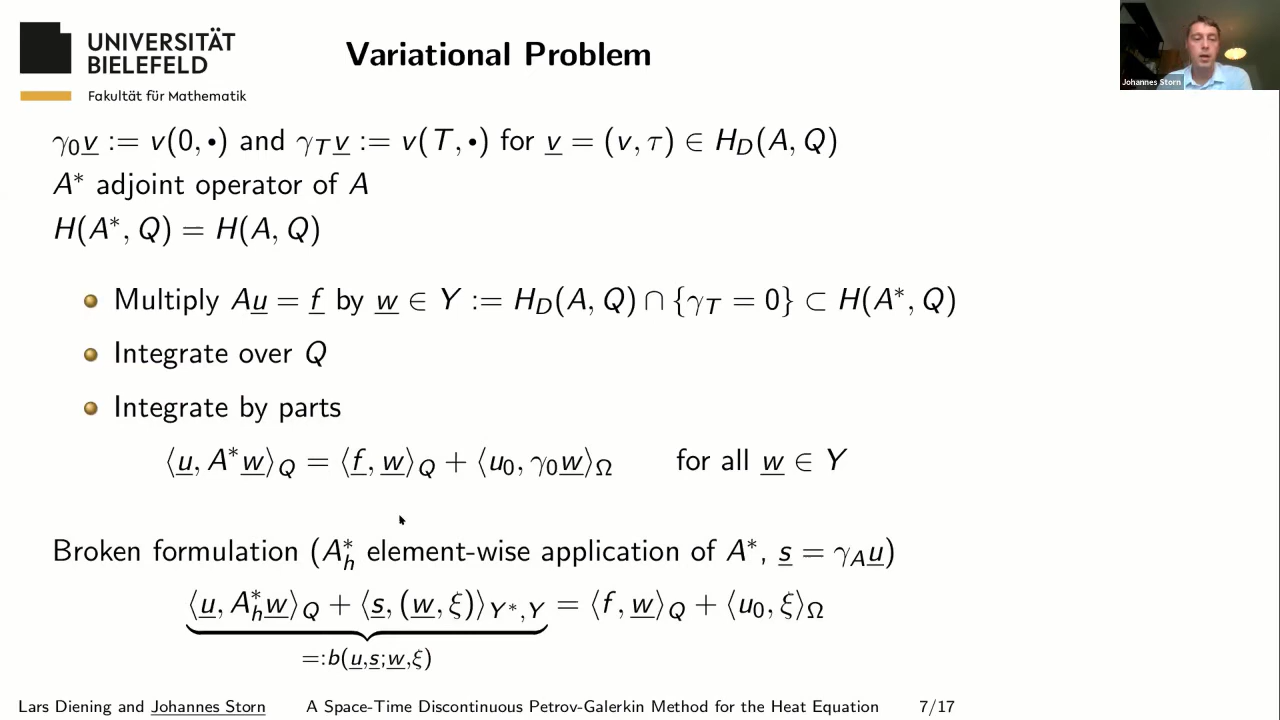 UNIVERSITÄT
BIELEFELD
Fakultät für Mathematik
Variational Problem
Johannes Storn
γ₀v̲ := v(0, •) and γ_T v̲ := v(T, •) for v̲ = (v, τ) ∈ H_D(A, Q)
A* adjoint operator of A
H(A*, Q) = H(A, Q)
Multiply Au̲ = f̲ by w̲ ∈ Y := H_D(A, Q) ∩ {γ_T = 0} ⊂ H(A*, Q)
Integrate over Q
Integrate by parts
⟨u̲, A*w̲⟩_Q = ⟨f̲, w̲⟩_Q + ⟨u₀, γ₀w̲⟩_Ω for all w̲ ∈ Y
Broken formulation (A*_h element-wise application of A*, s̲ = γ_A u̲)
⟨u̲, A*_h w̲⟩_Q + ⟨s̲, (w̲, ξ)⟩_{Y*,Y} = ⟨f, w̲⟩_Q + ⟨u₀, ξ⟩_Ω
=:b(u̲,s̲;w̲,ξ)
Lars Diening and Johannes Storn A Space-Time Discontinuous Petrov-Galerkin Method for the Heat Equation 7/17